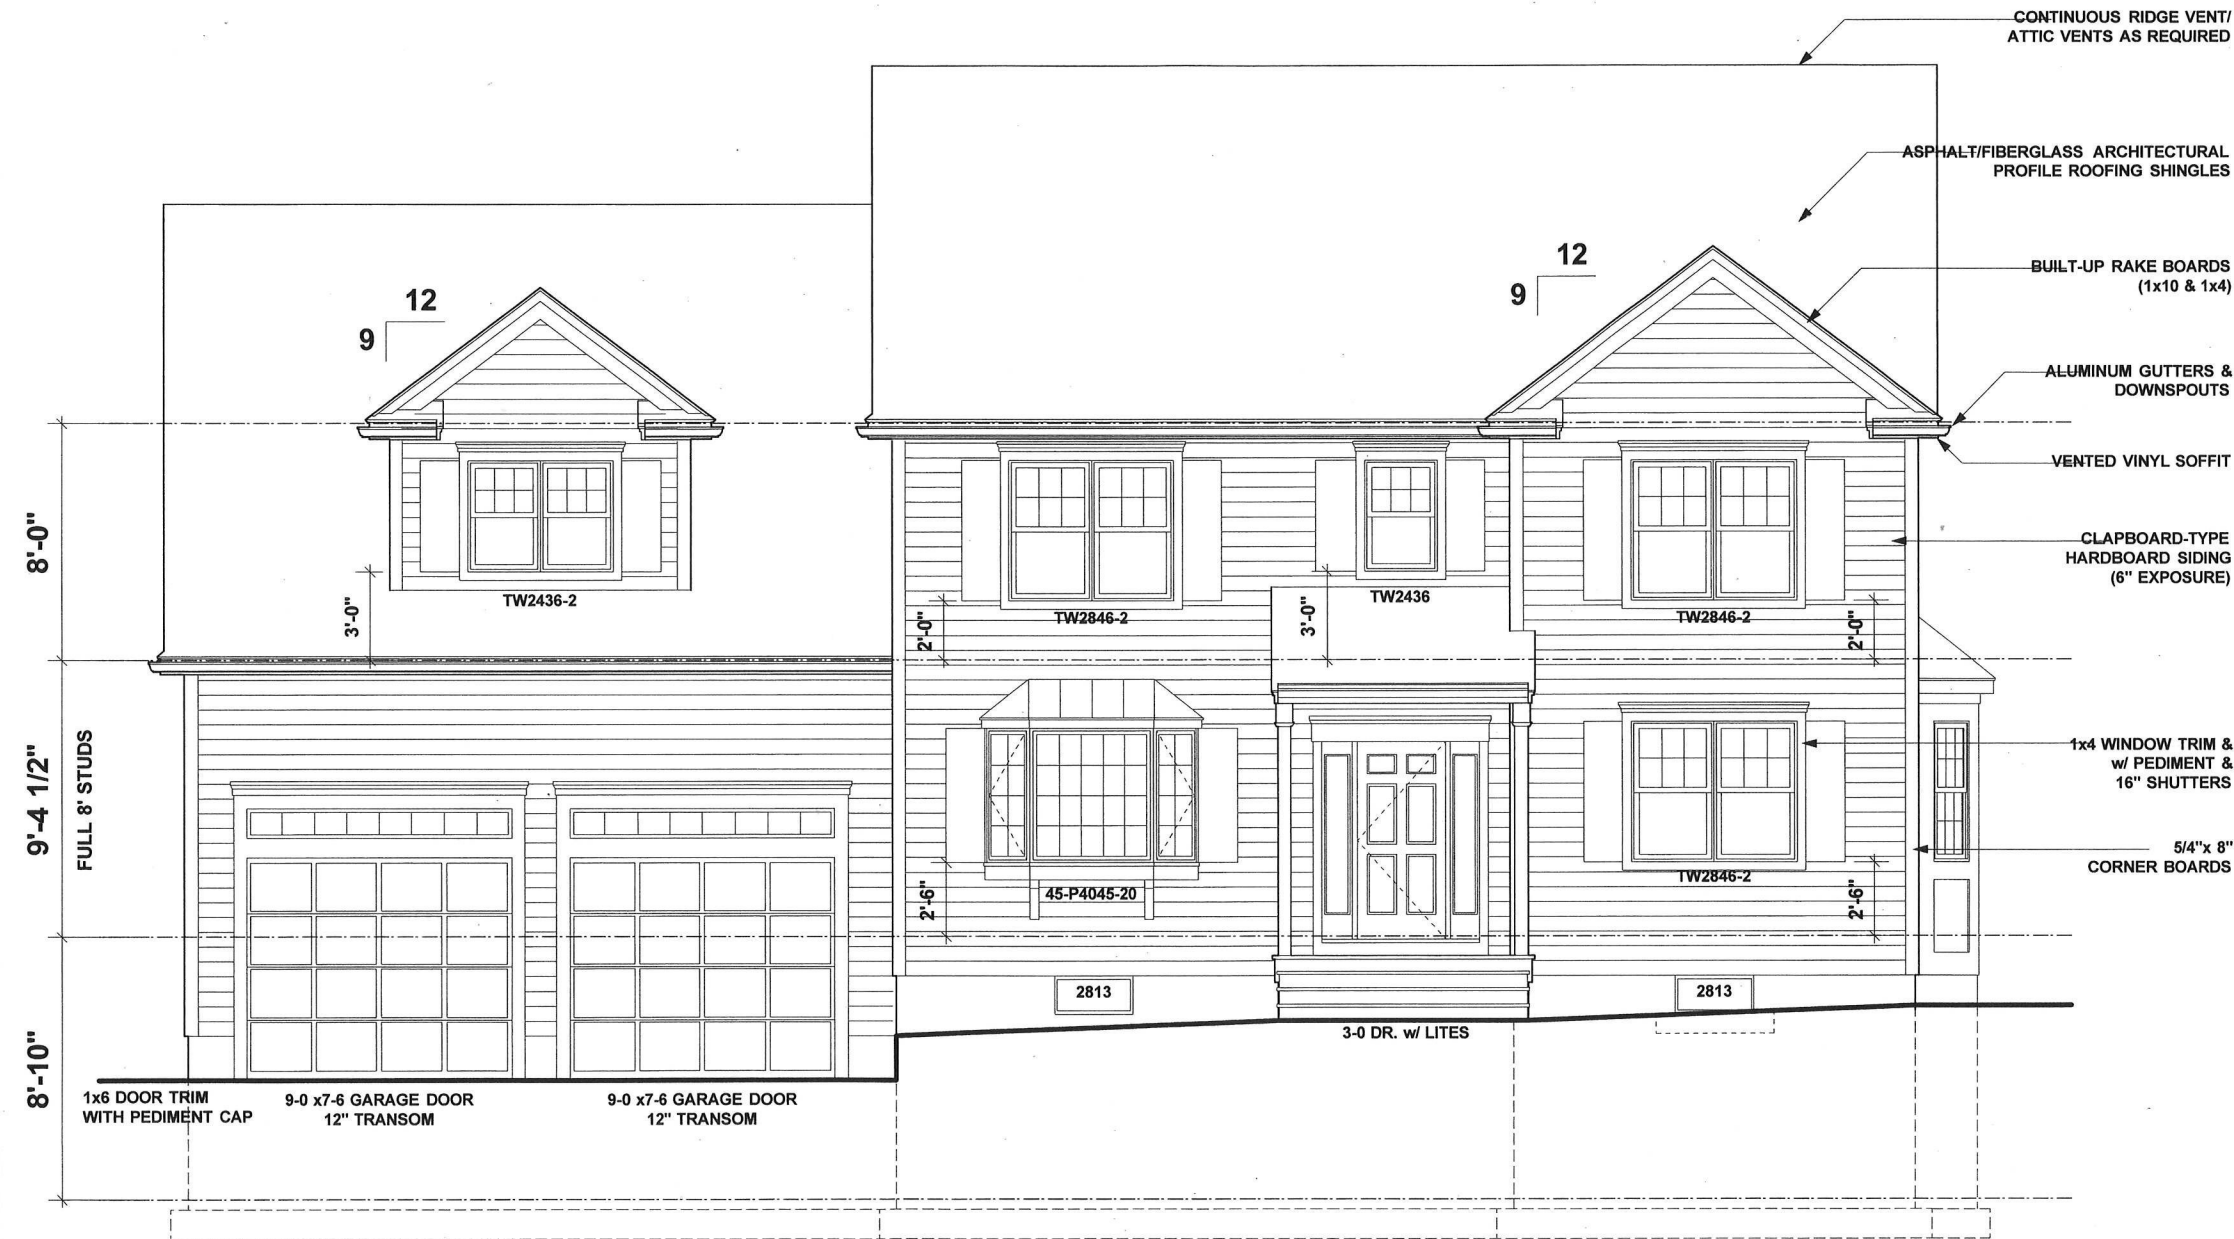 CONTINUOUS RIDGE VENT/
ATTIC VENTS AS REQUIRED
ASPHALT/FIBERGLASS ARCHITECTURAL
PROFILE ROOFING SHINGLES
12
9
BUILT-UP RAKE BOARDS
(1x10 & 1x4)
12
9
ALUMINUM GUTTERS &
DOWNSPOUTS
VENTED VINYL SOFFIT
8'-0"
CLAPBOARD-TYPE
HARDBOARD SIDING
(6" EXPOSURE)
TW2436-2
3'-0"
TW2846-2
2'-0"
TW2436
3'-0"
TW2846-2
2'-0"
9'-4 1/2"
FULL 8' STUDS
1x4 WINDOW TRIM &
w/ PEDIMENT &
16" SHUTTERS
5/4"x 8"
CORNER BOARDS
45-P4045-20
2'-6"
TW2846-2
2'-6"
2813
2813
3-0 DR. w/ LITES
8'-10"
1x6 DOOR TRIM
WITH PEDIMENT CAP
9-0 x7-6 GARAGE DOOR
12" TRANSOM
9-0 x7-6 GARAGE DOOR
12" TRANSOM